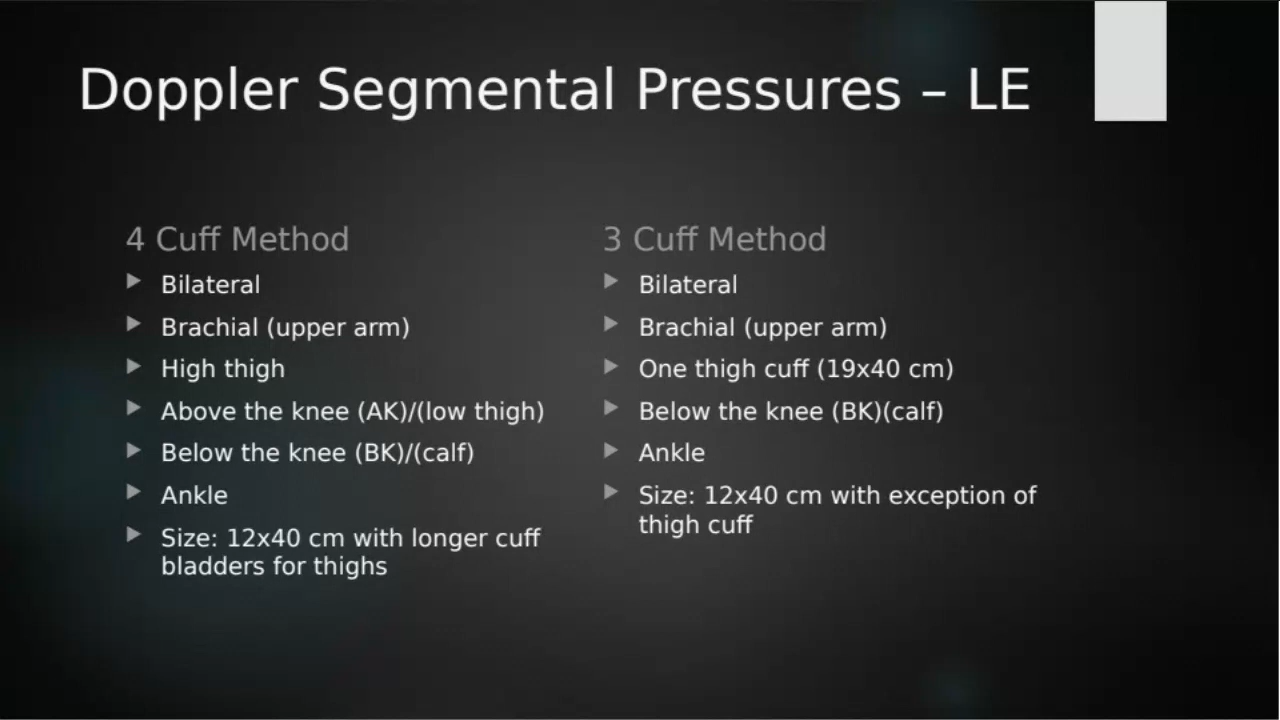 Doppler Segmental Pressures – LE
4 Cuff Method
Bilateral
Brachial (upper arm)
High thigh
Above the knee (AK)/(low thigh)
Below the knee (BK)/(calf)
Ankle
Size: 12x40 cm with longer cuff
bladders for thighs
3 Cuff Method
Bilateral
Brachial (upper arm)
One thigh cuff (19x40 cm)
Below the knee (BK)(calf)
Ankle
Size: 12x40 cm with exception of
thigh cuff